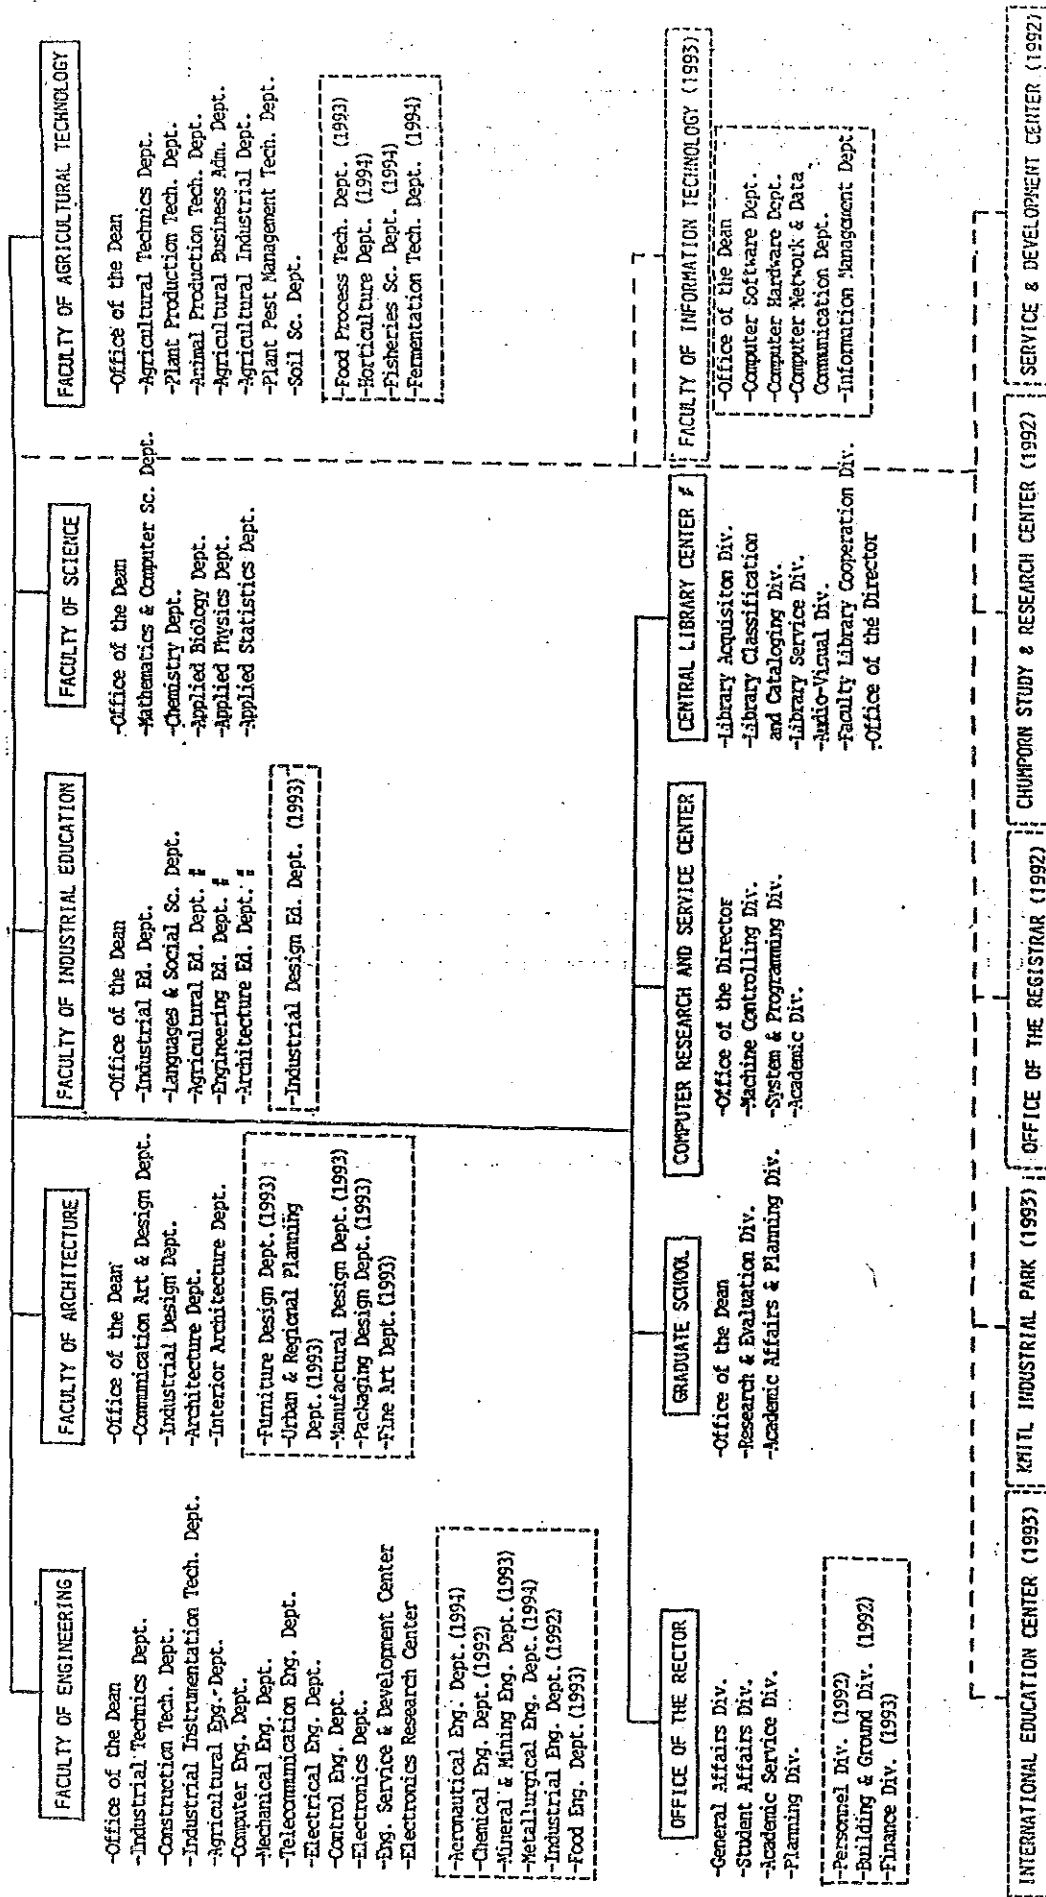 FACULTY OF ENGINEERING
-Office of the Dean
-Industrial Technics Dept.
-Construction Tech. Dept.
-Industrial Instrumentation Tech. Dept.
-Agricultural Eng. Dept.
-Computer Eng. Dept.
-Mechanical Eng. Dept.
-Telecommunication Eng. Dept.
-Electrical Eng. Dept.
-Control Eng. Dept.
-Electronics Dept.
-Eng. Service & Development Center
-Electronics Research Center
-Aeronautical Eng. Dept. (1994)
-Chemical Eng. Dept. (1992)
-Mineral & Mining Eng. Dept. (1993)
-Metallurgical Eng. Dept. (1994)
-Industrial Eng. Dept. (1992)
-Food Eng. Dept. (1993)
FACULTY OF ARCHITECTURE
-Office of the Dean
-Communication Art & Design Dept.
-Industrial Design Dept.
-Architecture Dept.
-Interior Architecture Dept.
-Furniture Design Dept. (1993)
-Urban & Regional Planning
Dept. (1993)
-Manufactural Design Dept. (1993)
-Packaging Design Dept. (1993)
-Fine Art Dept. (1993)
FACULTY OF INDUSTRIAL EDUCATION
-Office of the Dean
-Industrial Ed. Dept.
-Languages & Social Sc. Dept.
-Agricultural Ed. Dept. #
-Engineering Ed. Dept. #
-Architecture Ed. Dept. #
-Industrial Design Ed. Dept. (1993)
FACULTY OF SCIENCE
-Office of the Dean
-Mathematics & Computer Sc. Dept.
-Chemistry Dept.
-Applied Biology Dept.
-Applied Physics Dept.
-Applied Statistics Dept.
FACULTY OF AGRICULTURAL TECHNOLOGY
-Office of the Dean
-Agricultural Technics Dept.
-Plant Production Tech. Dept.
-Animal Production Tech. Dept.
-Agricultural Business Adm. Dept.
-Agricultural Industrial Dept.
-Plant Pest Management Tech. Dept.
-Soil Sc. Dept.
-Food Process Tech. Dept. (1993)
-Horticulture Dept. (1994)
-Fisheries Sc. Dept. (1994)
-Fermentation Tech. Dept. (1994)
OFFICE OF THE RECTOR
-General Affairs Div.
-Student Affairs Div.
-Academic Service Div.
-Planning Div.
-Personnel Div. (1992)
-Building & Ground Div. (1992)
-Finance Div. (1993)
GRADUATE SCHOOL
-Office of the Dean
-Research & Evaluation Div.
-Academic Affairs & Planning Div.
COMPUTER RESEARCH AND SERVICE CENTER
-Office of the Director
-Machine Controlling Div.
-System & Programming Div.
-Academic Div.
CENTRAL LIBRARY CENTER #
-Library Acquisiton Div.
-Library Classification
and Cataloging Div.
-Library Service Div.
-Audio-Visual Div.
-Faculty Library Cooperation Div.
-Office of the Director
FACULTY OF INFORMATION TECHNOLOGY (1993)
-Office of the Dean
-Computer Software Dept.
-Computer Hardware Dept.
-Computer Network & Data
Communication Dept.
-Information Management Dept.
INTERNATIONAL EDUCATION CENTER (1993)
KMITL INDUSTRIAL PARK (1993)
OFFICE OF THE REGISTRAR (1992)
CHUMPORN STUDY & RESEARCH CENTER (1992)
SERVICE & DEVELOPMENT CENTER (1992)